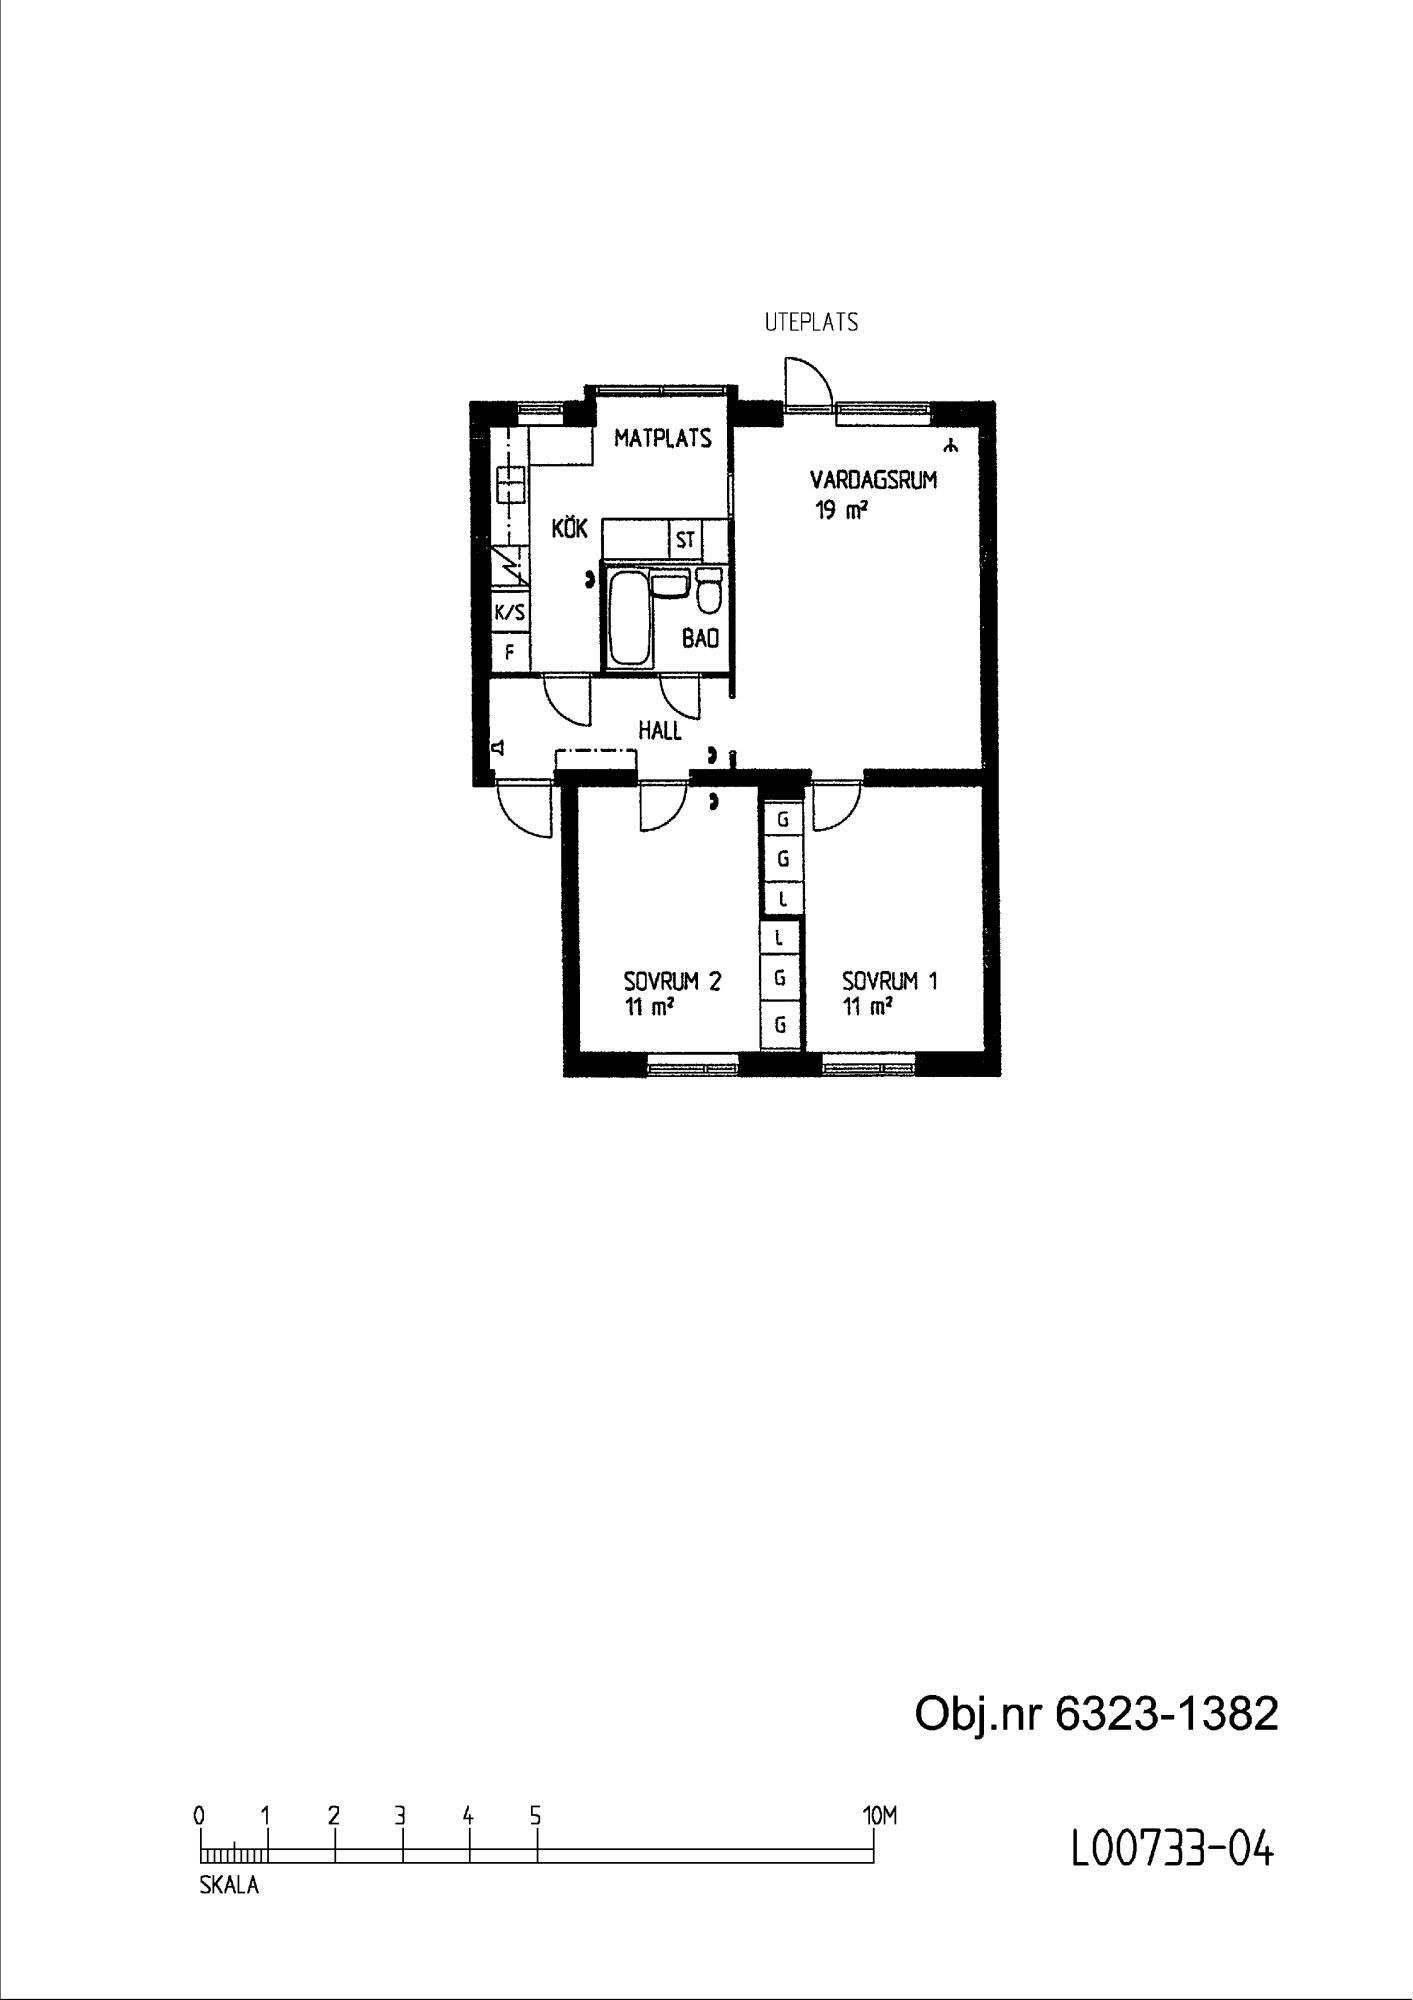 UTEPLATS
MATPLATS
VARDAGSRUM
19 m²
KÖK
ST
K/S
F
BAD
HALL
G
G
L
L
G
G
SOVRUM 2
11 m²
SOVRUM 1
11 m²
Obj.nr 6323-1382
0 1 2 3 4 5 10M
SKALA
L00733-04